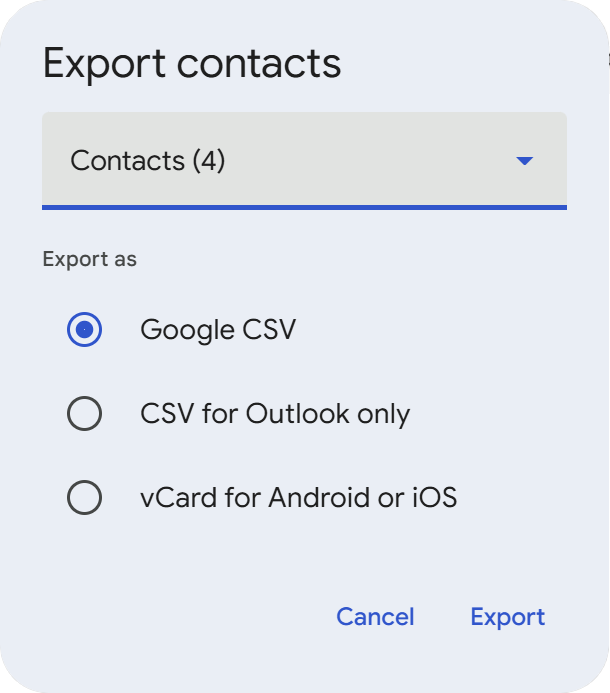 Export contacts
Contacts (4)
Export as
Google CSV
CSV for Outlook only
vCard for Android or iOS
Cancel Export